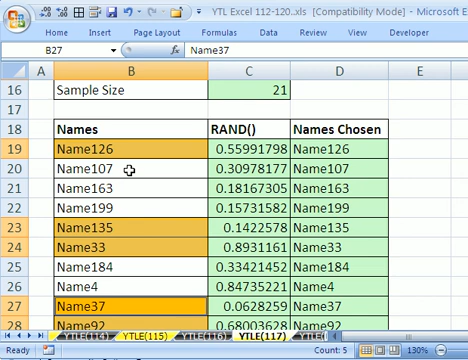 YTL Excel 112-120..xls [Compatibility Mode] - Microsoft E
Home Insert Page Layout Formulas Data Review View Developer
B27 fx Name37
A B C D E
16 Sample Size 21
17
18 Names RAND() Names Chosen
19 Name126 0.55991798 Name126
20 Name107 0.30978177 Name107
21 Name163 0.18167305 Name163
22 Name199 0.15731582 Name199
23 Name135 0.1422578 Name135
24 Name33 0.8931161 Name33
25 Name184 0.33421452 Name184
26 Name4 0.84735221 Name4
27 Name37 0.0628259 Name37
28 Name92 0.68003628 Name92
YTLE(114) YTLE(115) YTLE(116) YTLE(117)
Ready Count: 5 130%